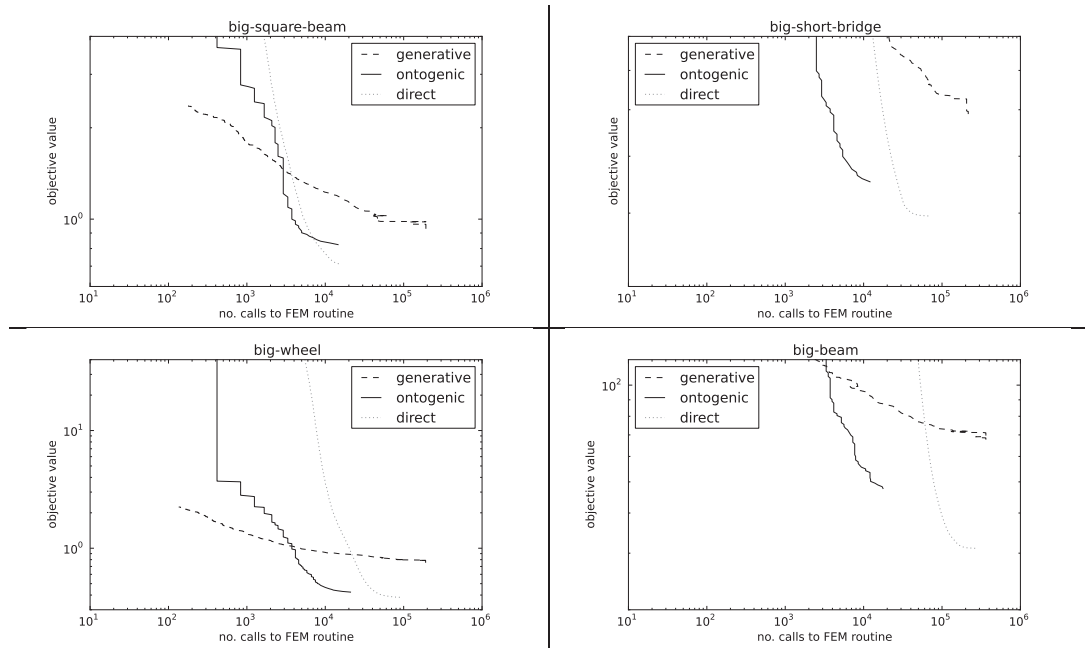 big-square-beam
generative
ontogenic
direct
objective value
10^0
10^1 10^2 10^3 10^4 10^5 10^6
no. calls to FEM routine
big-short-bridge
generative
ontogenic
direct
objective value
10^1 10^2 10^3 10^4 10^5 10^6
no. calls to FEM routine
big-wheel
generative
ontogenic
direct
objective value
10^1
10^0
10^1 10^2 10^3 10^4 10^5 10^6
no. calls to FEM routine
big-beam
generative
ontogenic
direct
objective value
10^2
10^1 10^2 10^3 10^4 10^5 10^6
no. calls to FEM routine